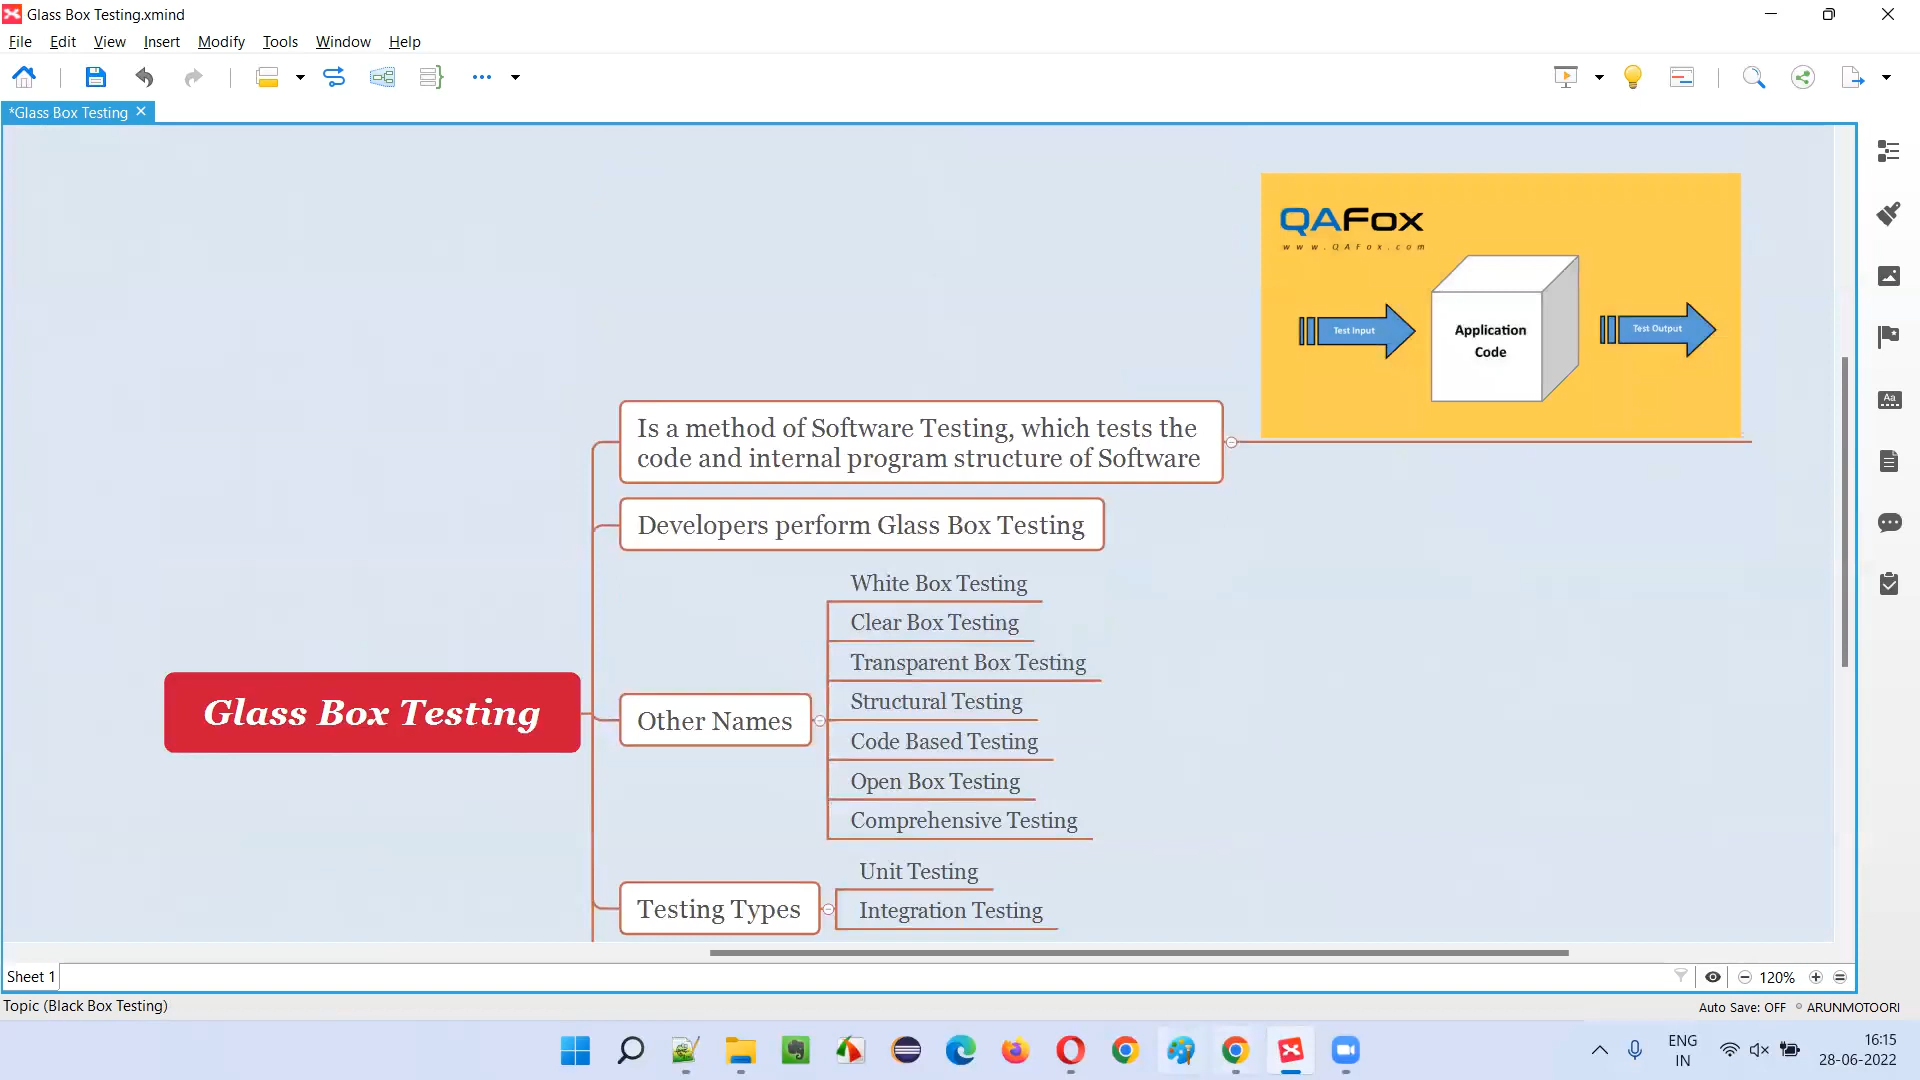 Glass Box Testing.xmind
File Edit View Insert Modify Tools Window Help
*Glass Box Testing
QAFox
www.QAFox.com
Test Input
Application
Code
Test Output
Is a method of Software Testing, which tests the
code and internal program structure of Software
Developers perform Glass Box Testing
White Box Testing
Clear Box Testing
Transparent Box Testing
Structural Testing
Code Based Testing
Open Box Testing
Comprehensive Testing
Glass Box Testing
Other Names
Unit Testing
Integration Testing
Testing Types
Aa
Sheet 1
120%
Topic (Black Box Testing)
Auto Save: OFF
ARUNMOTOORI
ENG
IN
16:15
28-06-2022